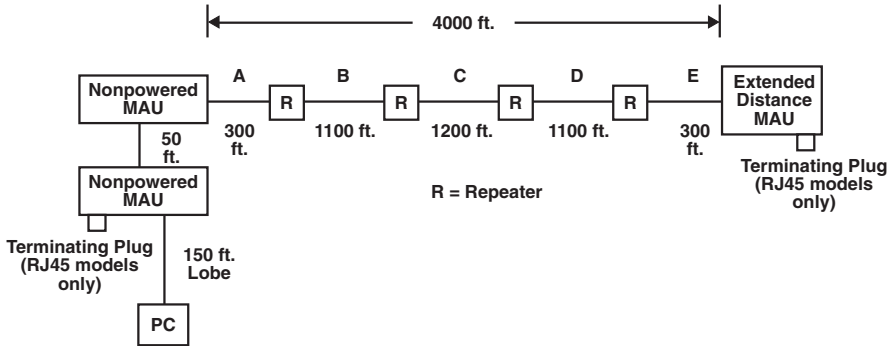 4000 ft.
A
B
C
D
E
Nonpowered
MAU
R
R
R
R
Extended
Distance
MAU
300
ft.
1100 ft.
1200 ft.
1100 ft.
300
ft.
50
ft.
Nonpowered
MAU
R = Repeater
Terminating Plug
(RJ45 models
only)
Terminating Plug
(RJ45 models
only)
150 ft.
Lobe
PC